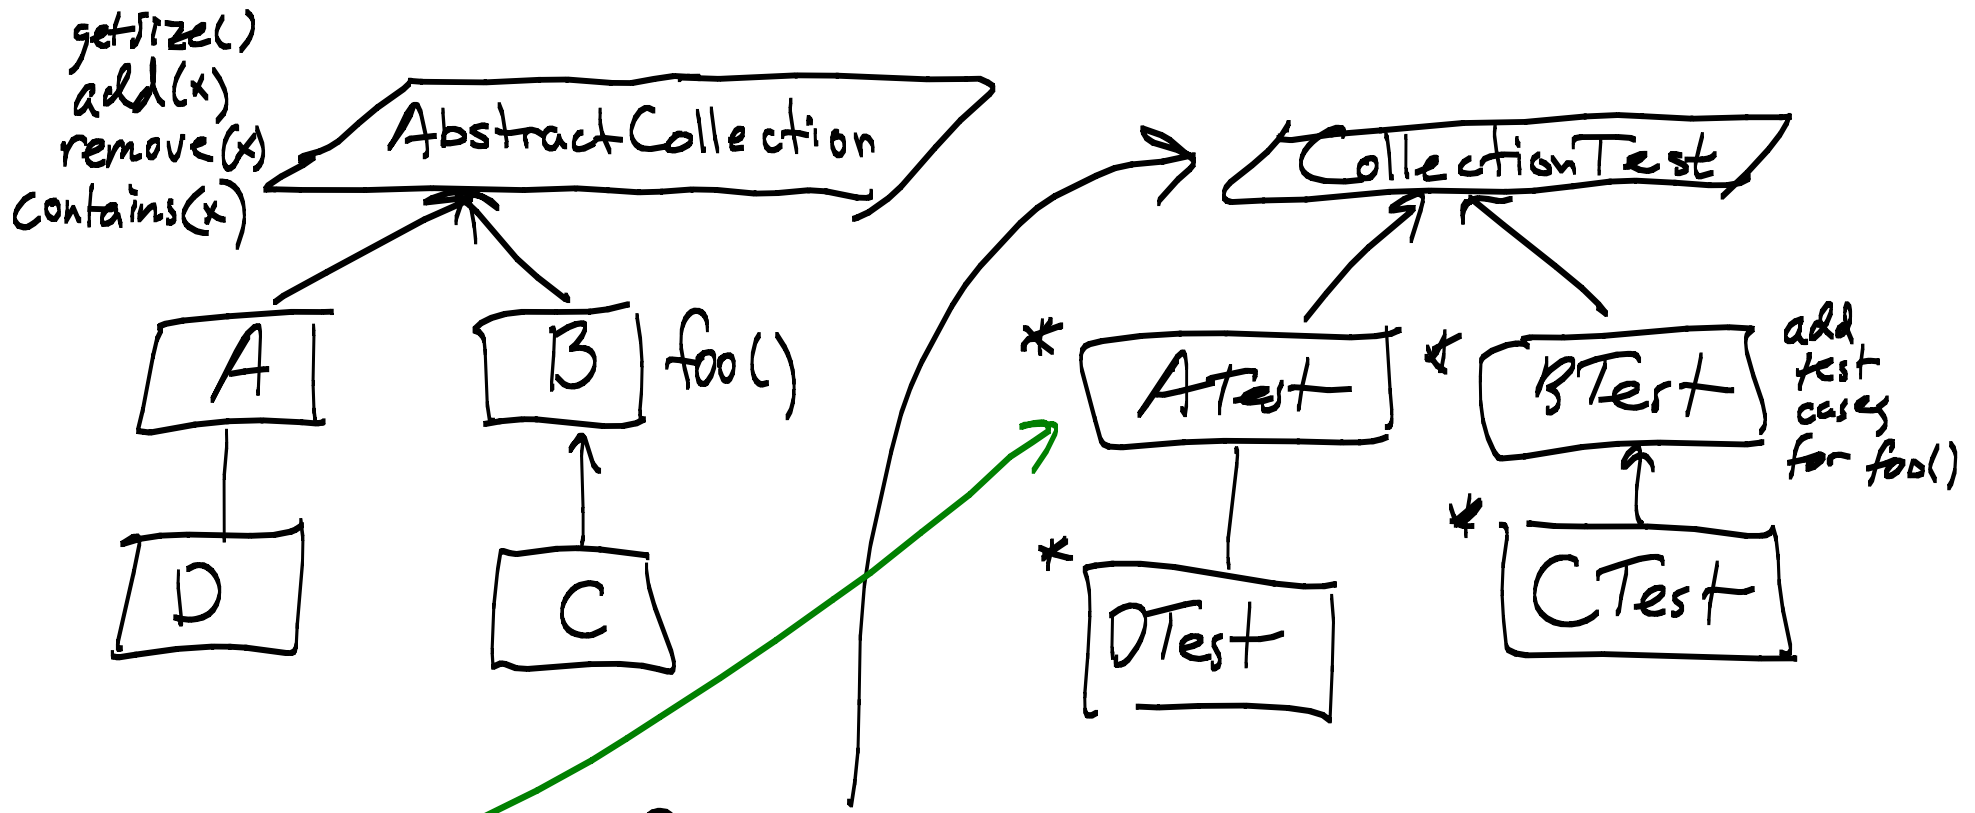 getsize()
add(x)
remove(x)
contains(x)
AbstractCollection
A
B
foo()
D
C
CollectionTest
* ATest
* BTest
add
test
cases
for foo()
* DTest
* CTest